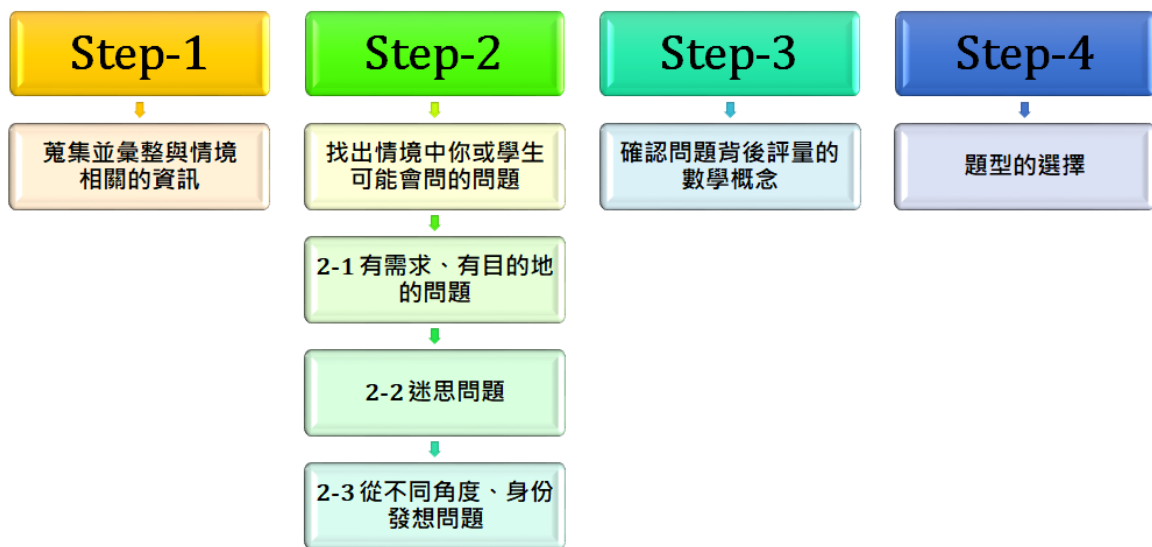 Step-1
蒐集並彙整與情境
相關的資訊
Step-2
找出情境中你或學生
可能會問的問題
2-1 有需求、有目的地
的問題
2-2 迷思問題
2-3 從不同角度、身份
發想問題
Step-3
確認問題背後評量的
數學概念
Step-4
題型的選擇